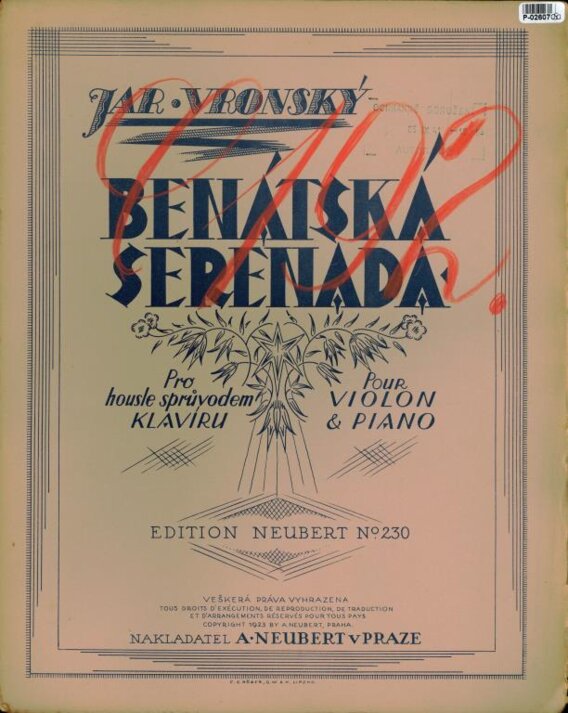 P-026070
JAR · VRONSKÝ
BENÁTSKÁ
SERENADA
Pro
housle sprůvodem
KLAVÍRU
POUR
VIOLON
& PIANO
EDITION NEUBERT No 230
VEŠKERÁ PRÁVA VYHRAZENA
TOUS DROITS D'EXÉCUTION, DE REPRODUCTION, DE TRADUCTION
ET D'ARRANGEMENTS RÉSERVÉS POUR TOUS PAYS
COPYRIGHT 1923 BY A. NEUBERT, PRAHA.
NAKLADATEL A·NEUBERT V PRAZE